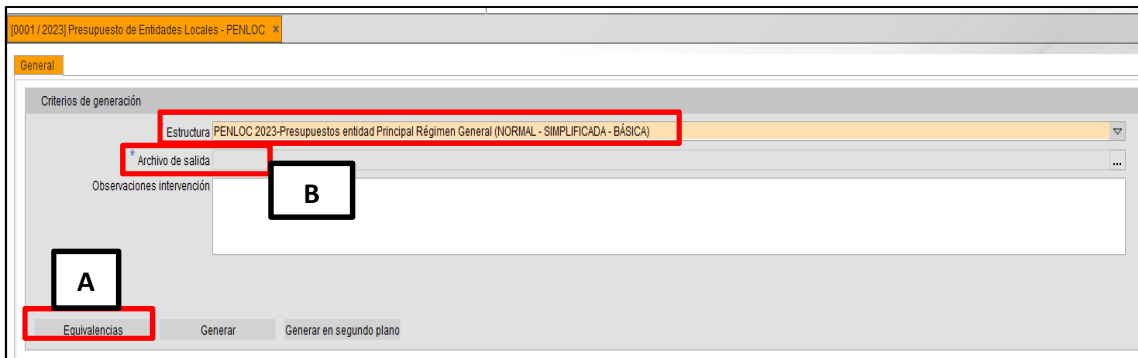 [0001 / 2023] Presupuesto de Entidades Locales - PENLOC ×
General
Criterios de generación
Estructura PENLOC 2023-Presupuestos entidad Principal Régimen General (NORMAL - SIMPLIFICADA - BÁSICA)
* Archivo de salida ...
Observaciones intervención
B
A
Equivalencias Generar Generar en segundo plano